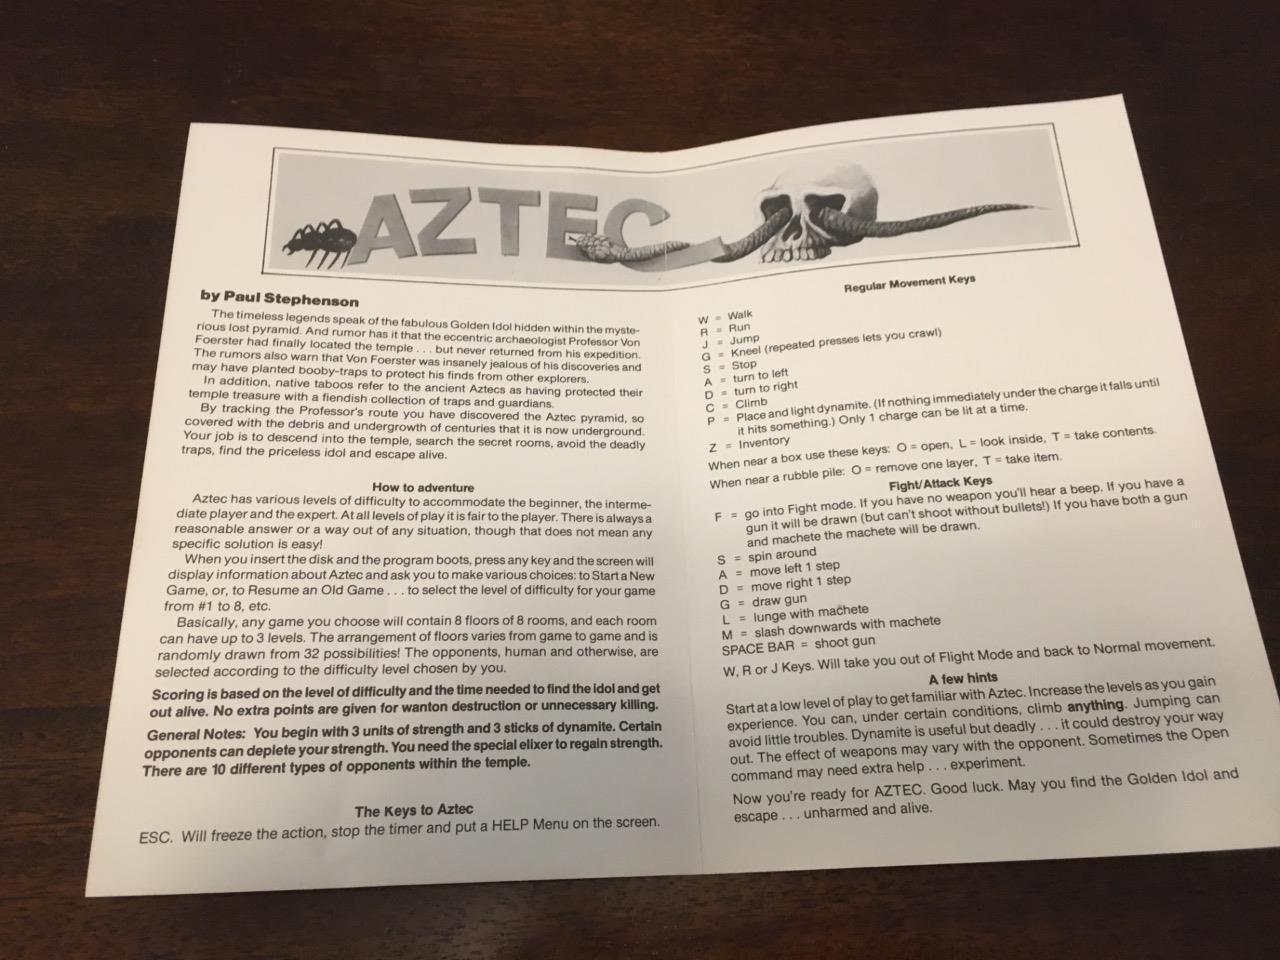 AZTEC
by Paul Stephenson
The timeless legends speak of the fabulous Golden Idol hidden within the myste-
rious lost pyramid. And rumor has it that the eccentric archaeologist Professor Von
Foerster had finally located the temple . . . but never returned from his expedition.
The rumors also warn that Von Foerster was insanely jealous of his discoveries and
may have planted booby-traps to protect his finds from other explorers.
In addition, native taboos refer to the ancient Aztecs as having protected their
temple treasure with a fiendish collection of traps and guardians.
By tracking the Professor's route you have discovered the Aztec pyramid, so
covered with the debris and undergrowth of centuries that it is now underground.
Your job is to descend into the temple, search the secret rooms, avoid the deadly
traps, find the priceless idol and escape alive.
How to adventure
Aztec has various levels of difficulty to accommodate the beginner, the interme-
diate player and the expert. At all levels of play it is fair to the player. There is always a
reasonable answer or a way out of any situation, though that does not mean any
specific solution is easy!
When you insert the disk and the program boots, press any key and the screen will
display information about Aztec and ask you to make various choices: to Start a New
Game, or, to Resume an Old Game . . . to select the level of difficulty for your game
from #1 to 8, etc.
Basically, any game you choose will contain 8 floors of 8 rooms, and each room
can have up to 3 levels. The arrangement of floors varies from game to game and is
randomly drawn from 32 possibilities! The opponents, human and otherwise, are
selected according to the difficulty level chosen by you.
Scoring is based on the level of difficulty and the time needed to find the idol and get
out alive. No extra points are given for wanton destruction or unnecessary killing.
General Notes: You begin with 3 units of strength and 3 sticks of dynamite. Certain
opponents can deplete your strength. You need the special elixer to regain strength.
There are 10 different types of opponents within the temple.
The Keys to Aztec
ESC. Will freeze the action, stop the timer and put a HELP Menu on the screen.
Regular Movement Keys
W = Walk
R = Run
J = Jump
G = Kneel (repeated presses lets you crawl)
S = Stop
A = turn to left
D = turn to right
C = Climb
P = Place and light dynamite. (If nothing immediately under the charge it falls until
it hits something.) Only 1 charge can be lit at a time.
Z = Inventory
When near a box use these keys: O = open, L = look inside, T = take contents.
When near a rubble pile: O = remove one layer, T = take item.
Fight/Attack Keys
F = go into Fight mode. If you have no weapon you'll hear a beep. If you have a
gun it will be drawn (but can't shoot without bullets!) If you have both a gun
and machete the machete will be drawn.
S = spin around
A = move left 1 step
D = move right 1 step
G = draw gun
L = lunge with machete
M = slash downwards with machete
SPACE BAR = shoot gun
W, R or J Keys. Will take you out of Flight Mode and back to Normal movement.
A few hints
Start at a low level of play to get familiar with Aztec. Increase the levels as you gain
experience. You can, under certain conditions, climb anything. Jumping can
avoid little troubles. Dynamite is useful but deadly . . . it could destroy your way
out. The effect of weapons may vary with the opponent. Sometimes the Open
command may need extra help . . . experiment.
Now you're ready for AZTEC. Good luck. May you find the Golden Idol and
escape . . . unharmed and alive.